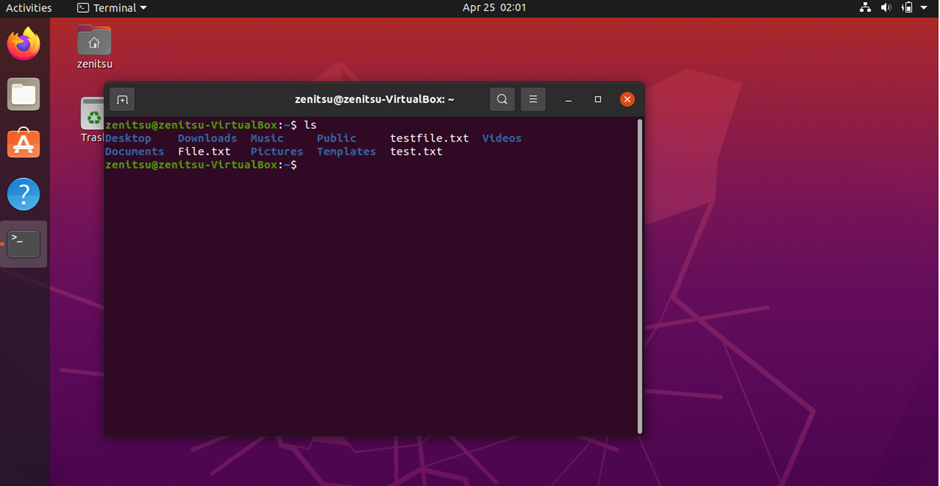 Activities Terminal Apr 25 02:01
zenitsu
Trash
zenitsu@zenitsu-VirtualBox: ~
zenitsu@zenitsu-VirtualBox:~$ ls
Desktop Downloads Music Public testfile.txt Videos
Documents File.txt Pictures Templates test.txt
zenitsu@zenitsu-VirtualBox:~$